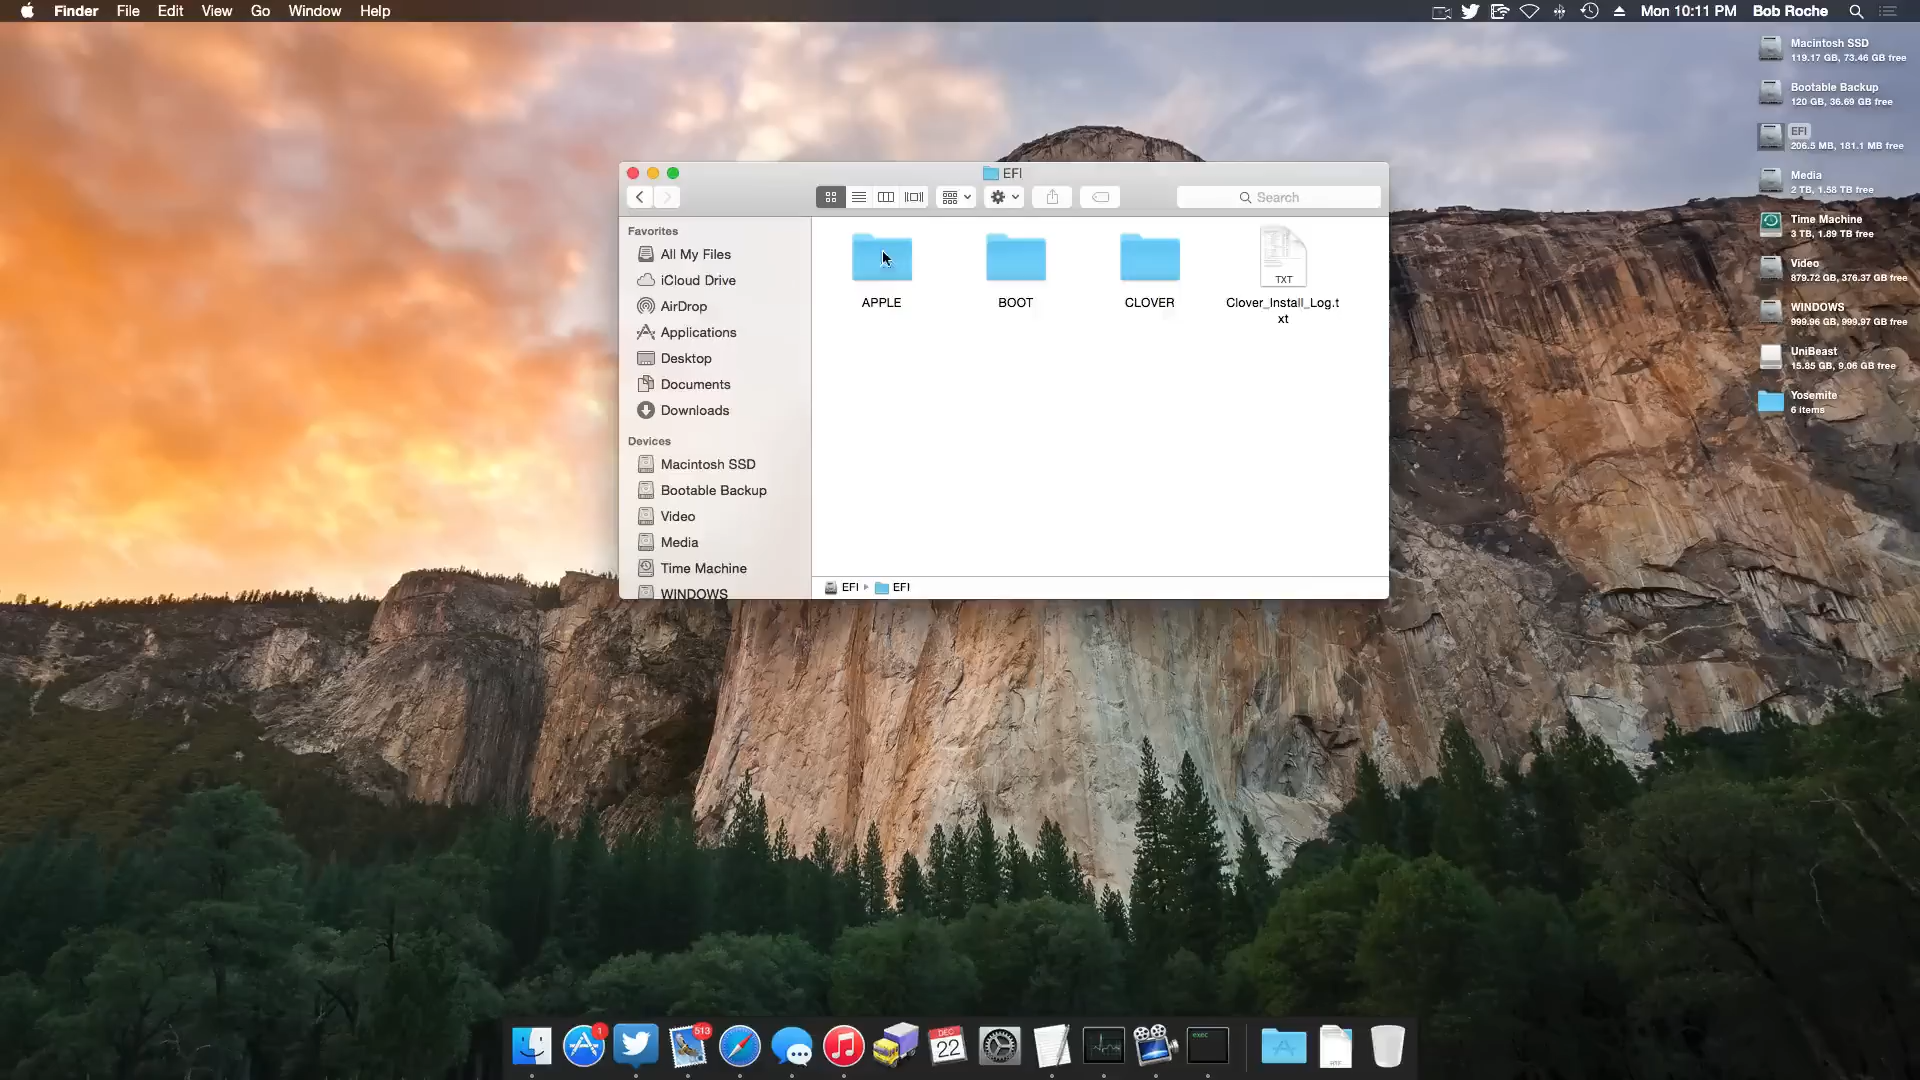 Finder File Edit View Go Window Help
Mon 10:11 PM Bob Roche
Macintosh SSD
119.17 GB, 73.46 GB free
Bootable Backup
120 GB, 36.69 GB free
EFI
206.5 MB, 181.1 MB free
Media
2 TB, 1.58 TB free
Time Machine
3 TB, 1.89 TB free
Video
879.72 GB, 376.37 GB free
WINDOWS
999.96 GB, 999.97 GB free
UniBeast
15.85 GB, 9.06 GB free
Yosemite
6 items
EFI
Search
Favorites
All My Files
iCloud Drive
AirDrop
Applications
Desktop
Documents
Downloads
Devices
Macintosh SSD
Bootable Backup
Video
Media
Time Machine
WINDOWS
TXT
APPLE
BOOT
CLOVER
Clover_Install_Log.t
xt
EFI
EFI
1
513
DEC
22
exec